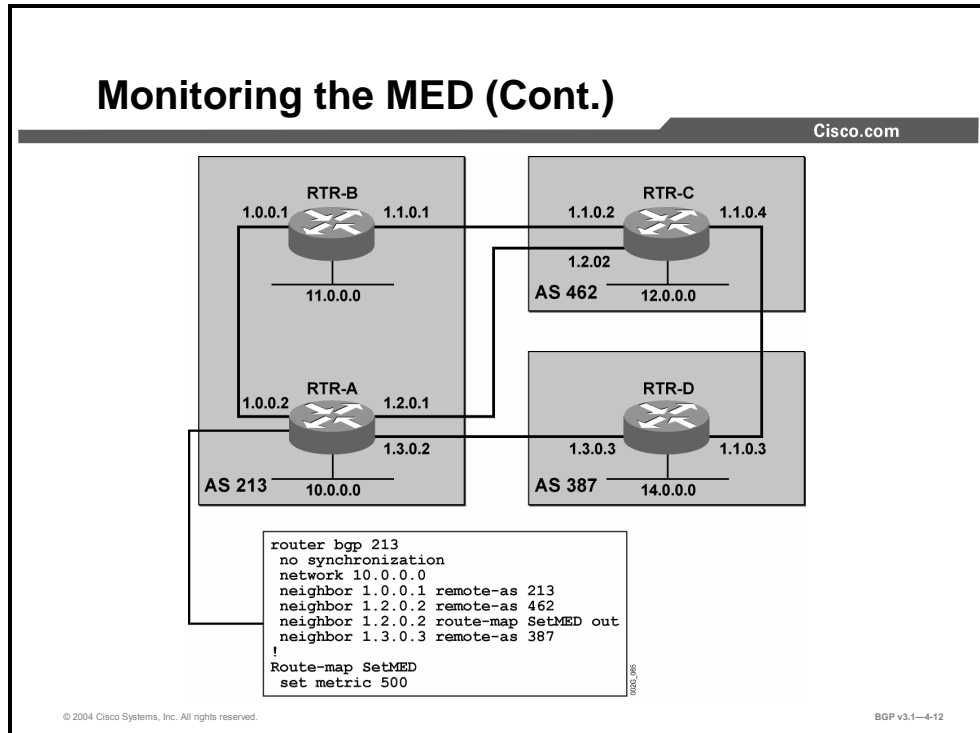 Monitoring the MED (Cont.)
Cisco.com
RTR-B
1.0.0.1
1.1.0.1
11.0.0.0
RTR-C
1.1.0.2
1.1.0.4
1.2.02
AS 462
12.0.0.0
RTR-A
1.0.0.2
1.2.0.1
1.3.0.2
AS 213
10.0.0.0
RTR-D
1.3.0.3
1.1.0.3
AS 387
14.0.0.0
router bgp 213
no synchronization
network 10.0.0.0
neighbor 1.0.0.1 remote-as 213
neighbor 1.2.0.2 remote-as 462
neighbor 1.2.0.2 route-map SetMED out
neighbor 1.3.0.3 remote-as 387
!
Route-map SetMED
set metric 500
002G_065
© 2004 Cisco Systems, Inc. All rights reserved.
BGP v3.1—4-12